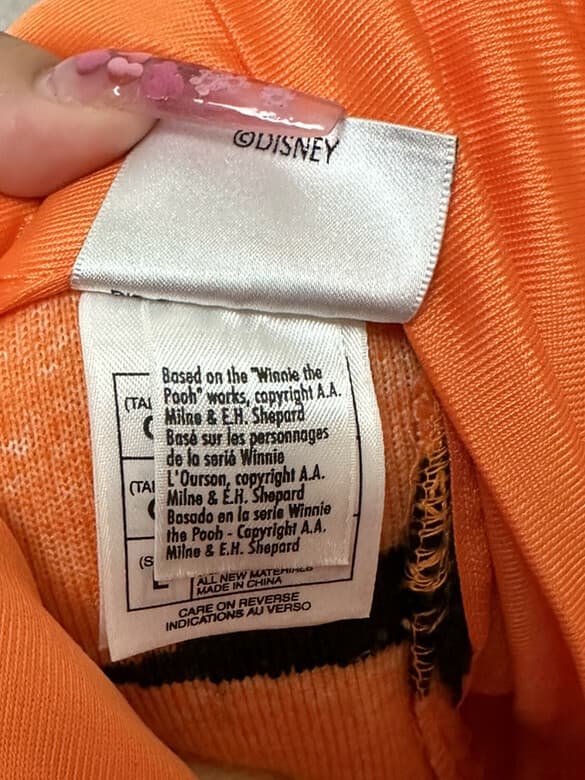 ©DISNEY
Based on the "Winnie the
Pooh" works, copyright A.A.
Milne & E.H. Shepard
Basé sur les personnages
de la serié Winnie
L'Ourson, copyright A.A.
Milne & E.H. Shepard
Basado en la serie Winnie
the Pooh - Copyright A.A.
Milne & E.H. Shepard
ALL NEW MATERIALS
MADE IN CHINA
CARE ON REVERSE
INDICATIONS AU VERSO